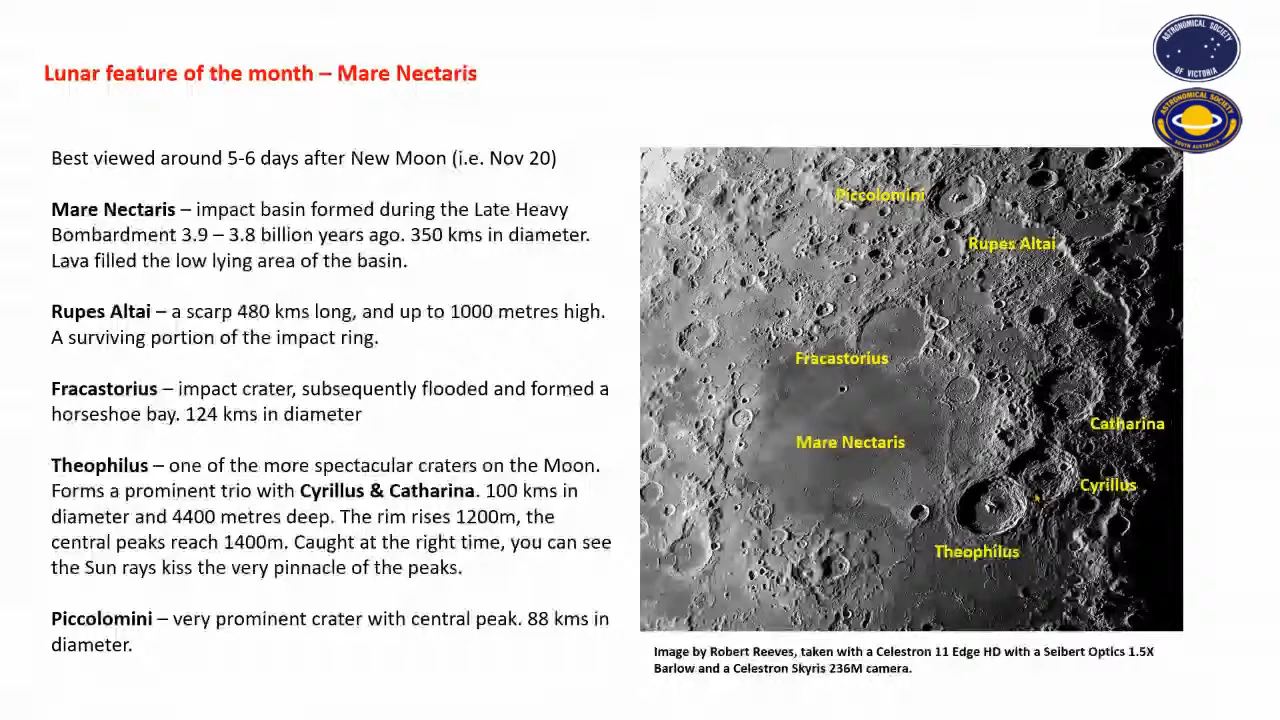 ASTRONOMICAL SOCIETY
OF VICTORIA
Lunar feature of the month – Mare Nectaris
ASTRONOMICAL SOCIETY
SOUTH AUSTRALIA
Best viewed around 5-6 days after New Moon (i.e. Nov 20)
Mare Nectaris – impact basin formed during the Late Heavy
Bombardment 3.9 – 3.8 billion years ago. 350 kms in diameter.
Lava filled the low lying area of the basin.
Rupes Altai – a scarp 480 kms long, and up to 1000 metres high.
A surviving portion of the impact ring.
Fracastorius – impact crater, subsequently flooded and formed a
horseshoe bay. 124 kms in diameter
Theophilus – one of the more spectacular craters on the Moon.
Forms a prominent trio with Cyrillus & Catharina. 100 kms in
diameter and 4400 metres deep. The rim rises 1200m, the
central peaks reach 1400m. Caught at the right time, you can see
the Sun rays kiss the very pinnacle of the peaks.
Piccolomini – very prominent crater with central peak. 88 kms in
diameter.
Piccolomini
Rupes Altai
Fracastorius
Catharina
Mare Nectaris
Cyrillus
Theophilus
Image by Robert Reeves, taken with a Celestron 11 Edge HD with a Seibert Optics 1.5X
Barlow and a Celestron Skyris 236M camera.